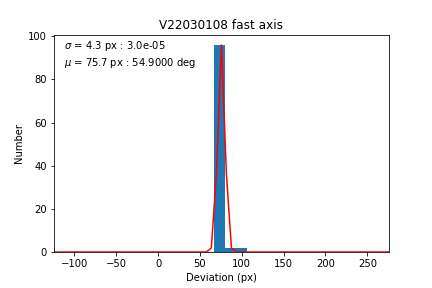 V22030108 fast axis
σ = 4.3 px : 3.0e-05
μ = 75.7 px : 54.9000 deg
100
80
60
40
20
0
Number
−100 −50 0 50 100 150 200 250
Deviation (px)